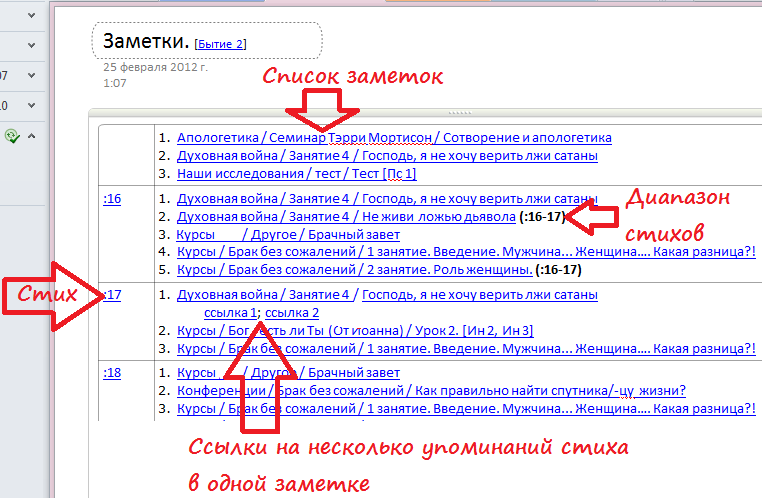 Заметки. [Бытие 2]
25 февраля 2012 г.
1:07
07
10
Список заметок
1. Апологетика / Семинар Тэрри Мортисон / Сотворение и апологетика
2. Духовная война / Занятие 4 / Господь, я не хочу верить лжи сатаны
3. Наши исследования / тест / Тест [Пс 1]
:16
1. Духовная война / Занятие 4 / Господь, я не хочу верить лжи сатаны
2. Духовная война / Занятие 4 / Не живи ложью дьявола (:16-17)
3. Курсы / Другое / Брачный завет
4. Курсы / Брак без сожалений / 1 занятие. Введение. Мужчина... Женщина.... Какая разница?!
5. Курсы / Брак без сожалений / 2 занятие. Роль женщины. (:16-17)
Диапазон
стихов
Стих
:17
1. Духовная война / Занятие 4 / Господь, я не хочу верить лжи сатаны
ссылка 1; ссылка 2
2. Курсы / Бог, есть ли Ты (От иоанна) / Урок 2. [Ин 2, Ин 3]
3. Курсы / Брак без сожалений / 1 занятие. Введение. Мужчина... Женщина.... Какая разница?!
:18
1. Курсы / Другое / Брачный завет
2. Конференции / Брак без сожалений / Как правильно найти спутника/-цу жизни?
3. Курсы / Брак без сожалений / 1 занятие. Введение. Мужчина... Женщина.... Какая разница?!
Ссылки на несколько упоминаний стиха
в одной заметке